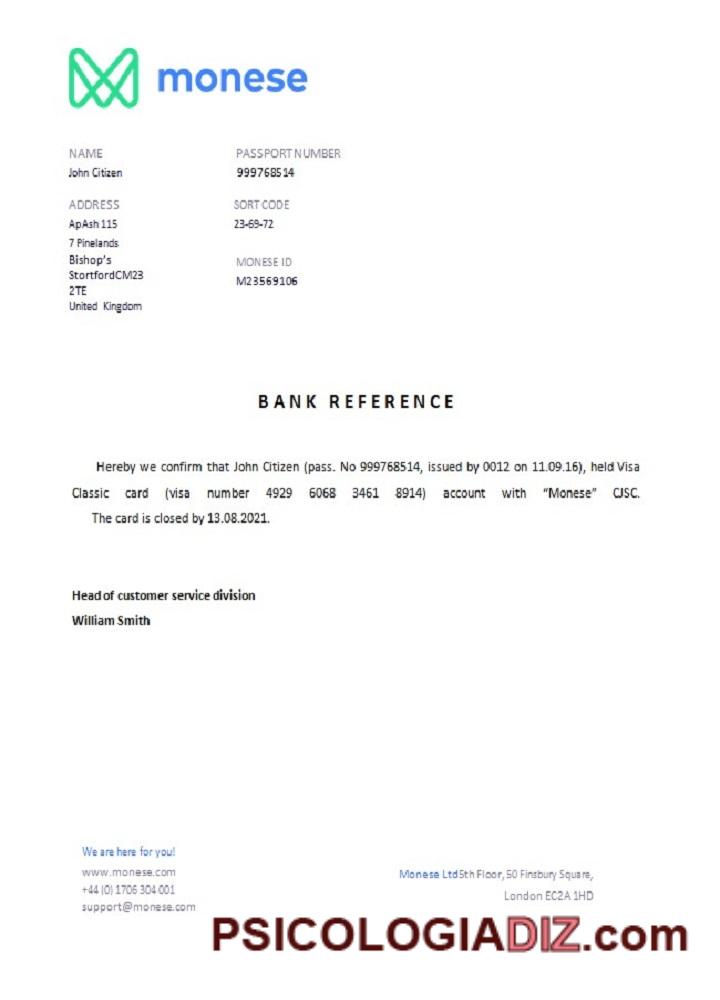 monese
NAME
John Citizen
PASSPORT NUMBER
999768514
ADDRESS
ApAsh 115
7 Pinelands
Bishop's
StortfordCM23
2TE
United Kingdom
SORT CODE
23-69-72
MONESE ID
M23569106
BANK REFERENCE
Hereby we confirm that John Citizen (pass. No 999768514, issued by 0012 on 11.09.16), held Visa
Classic card (visa number 4929 6068 3461 8914) account with “Monese” CJSC.
The card is closed by 13.08.2021.
Head of customer service division
William Smith
We are here for you!
www.monese.com
+44 (0) 1706 304 001
support@monese.com
Monese Ltd5th Floor, 50 Finsbury Square,
London EC2A 1HD
PSICOLOGIADIZ.com